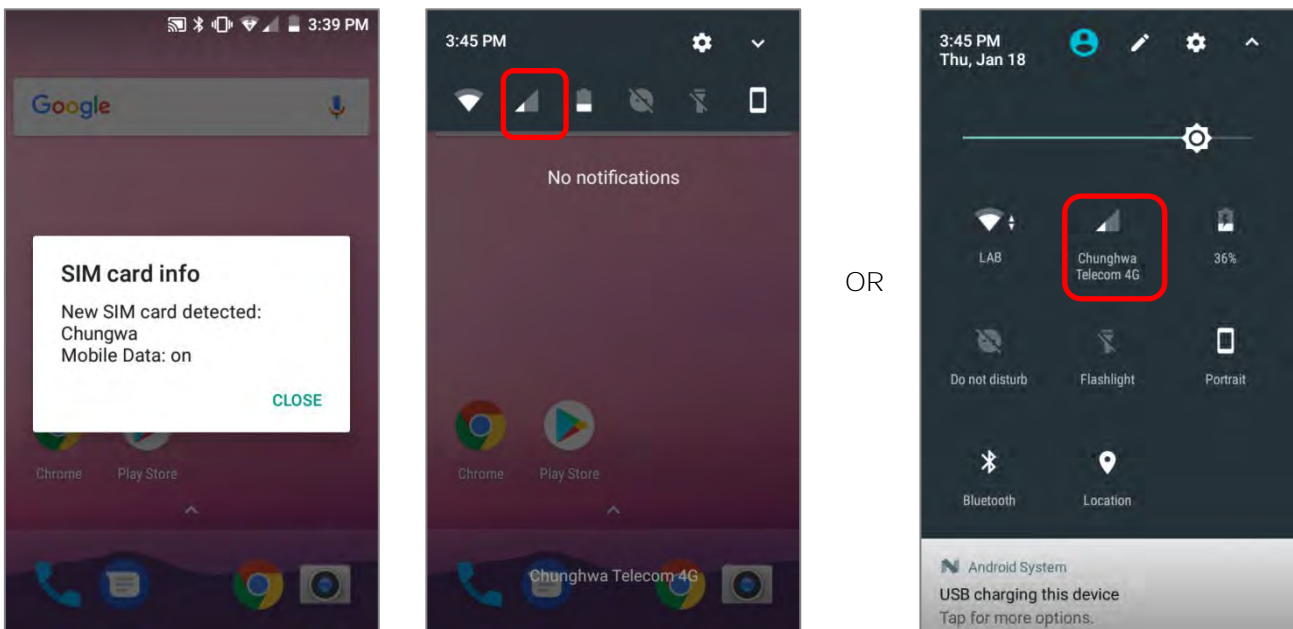 3:39 PM
Google
SIM card info
New SIM card detected:
Chungwa
Mobile Data: on
CLOSE
Chrome
Play Store
3:45 PM
No notifications
Chrome
Play Store
Chunghwa Telecom 4G
OR
3:45 PM
Thu, Jan 18
LAB
Chunghwa
Telecom 4G
36%
Do not disturb
Flashlight
Portrait
Bluetooth
Location
Android System
USB charging this device
Tap for more options.